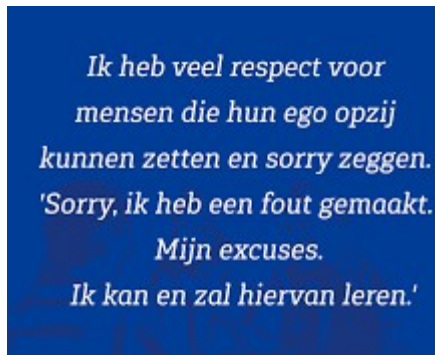 Ik heb veel respect voor
mensen die hun ego opzij
kunnen zetten en sorry zeggen.
'Sorry, ik heb een fout gemaakt.
Mijn excuses.
Ik kan en zal hiervan leren.'